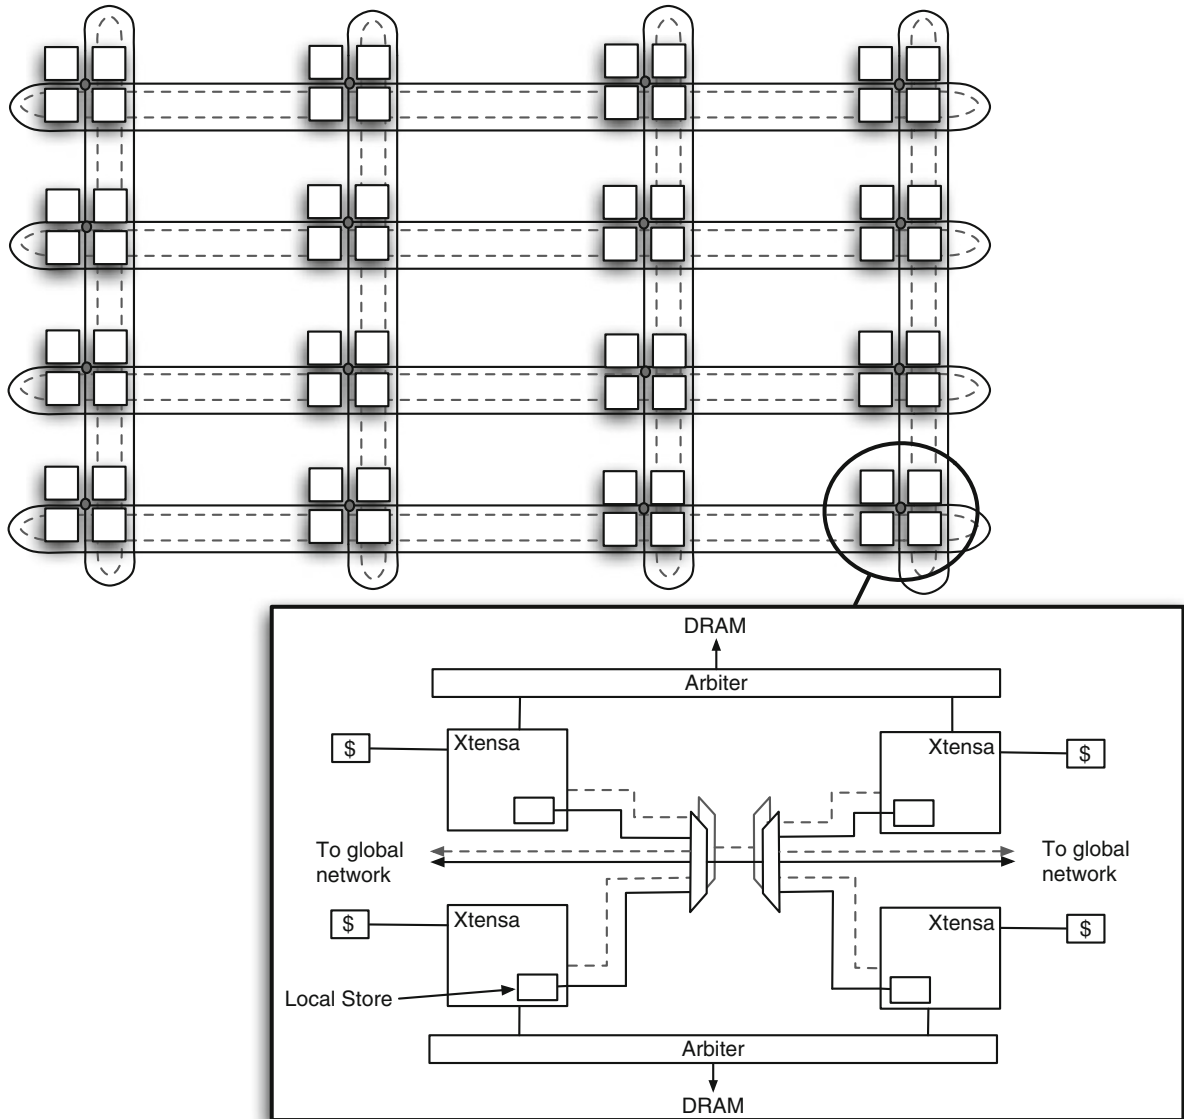 DRAM
Arbiter
$ Xtensa Xtensa $
To global
network
To global
network
$ Xtensa Xtensa $
Local Store
Arbiter
DRAM